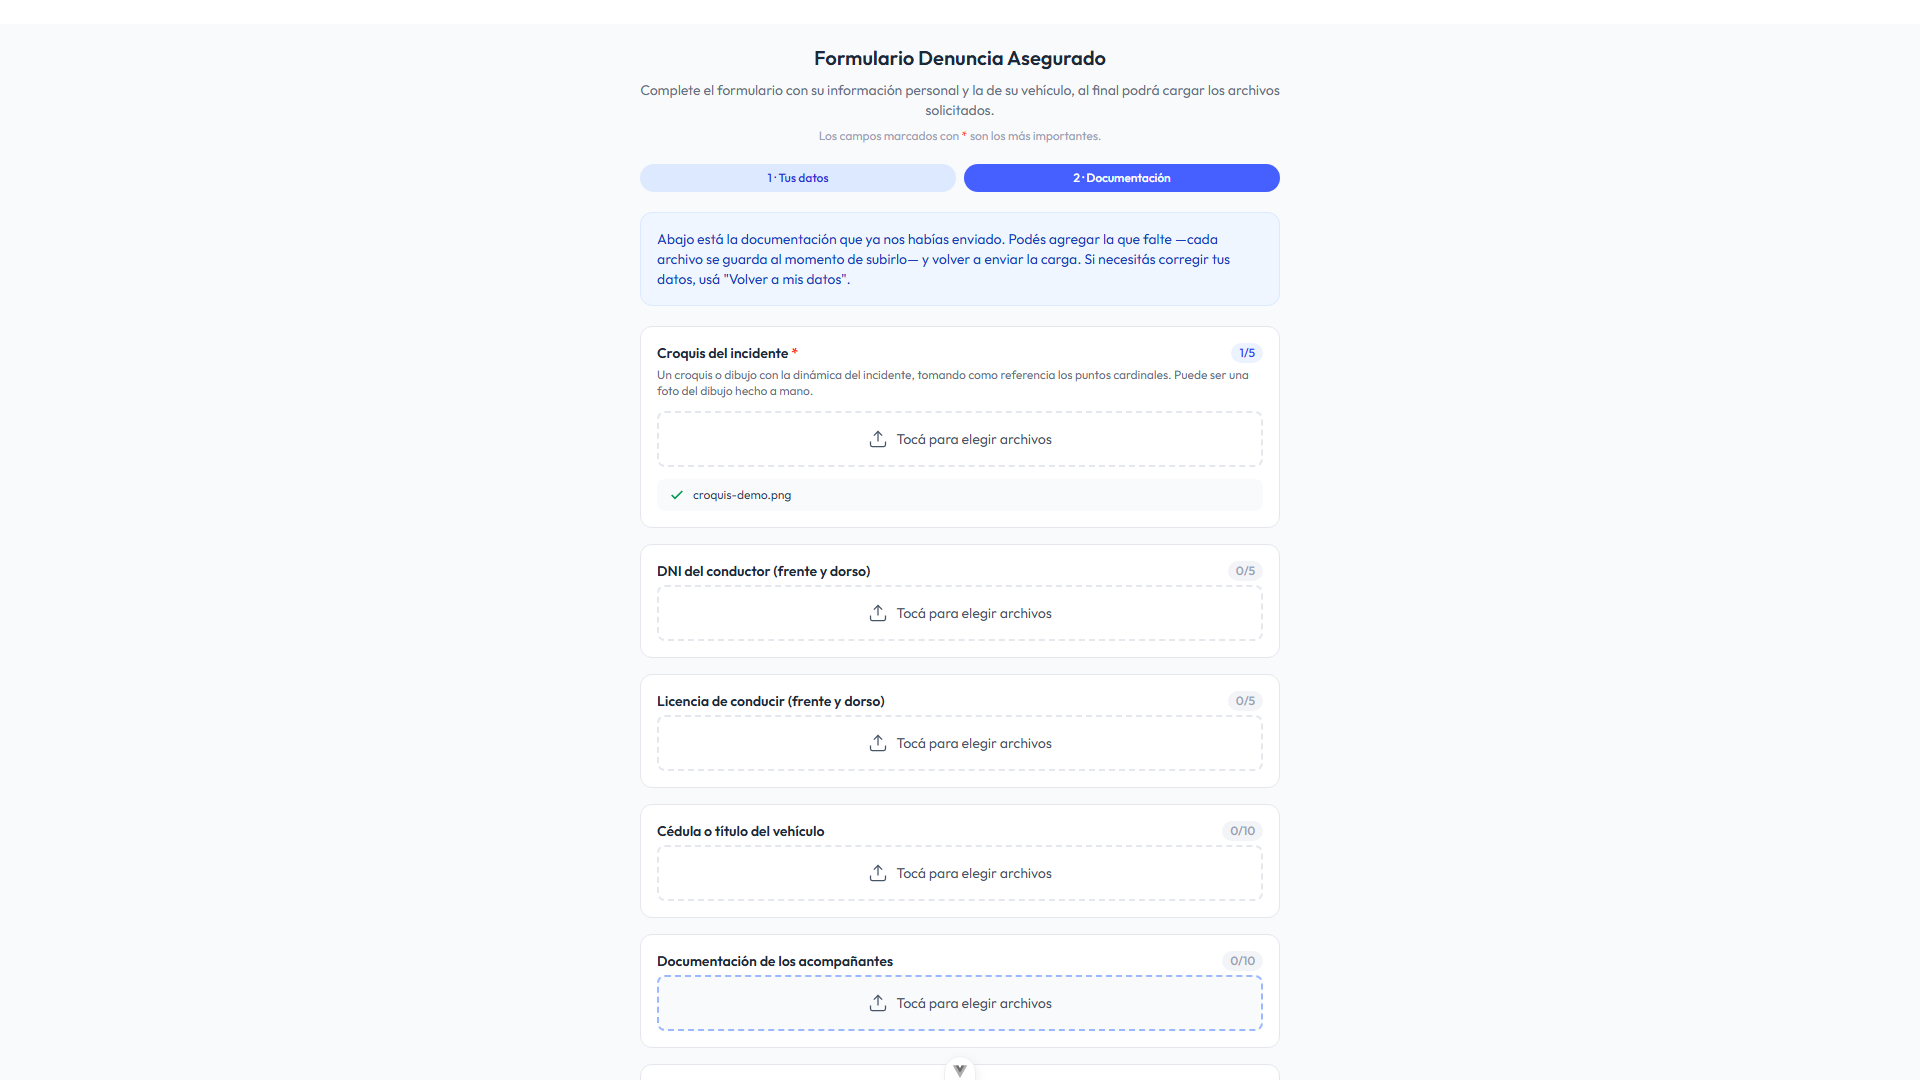 Formulario Denuncia Asegurado
Complete el formulario con su información personal y la de su vehículo, al final podrá cargar los archivos
solicitados.
Los campos marcados con * son los más importantes.
1 · Tus datos
2 · Documentación
Abajo está la documentación que ya nos habías enviado. Podés agregar la que falte —cada
archivo se guarda al momento de subirlo— y volver a enviar la carga. Si necesitás corregir tus
datos, usá "Volver a mis datos".
Croquis del incidente *
1/5
Un croquis o dibujo con la dinámica del incidente, tomando como referencia los puntos cardinales. Puede ser una
foto del dibujo hecho a mano.
Tocá para elegir archivos
croquis-demo.png
DNI del conductor (frente y dorso)
0/5
Tocá para elegir archivos
Licencia de conducir (frente y dorso)
0/5
Tocá para elegir archivos
Cédula o título del vehículo
0/10
Tocá para elegir archivos
Documentación de los acompañantes
0/10
Tocá para elegir archivos